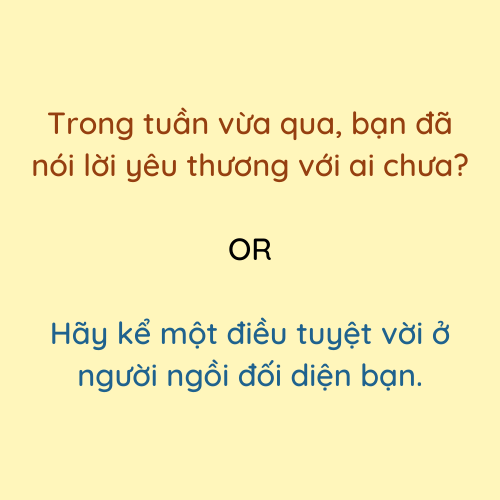 Trong tuần vừa qua, bạn đã
nói lời yêu thương với ai chưa?
OR
Hãy kể một điều tuyệt vời ở
người ngồi đối diện bạn.